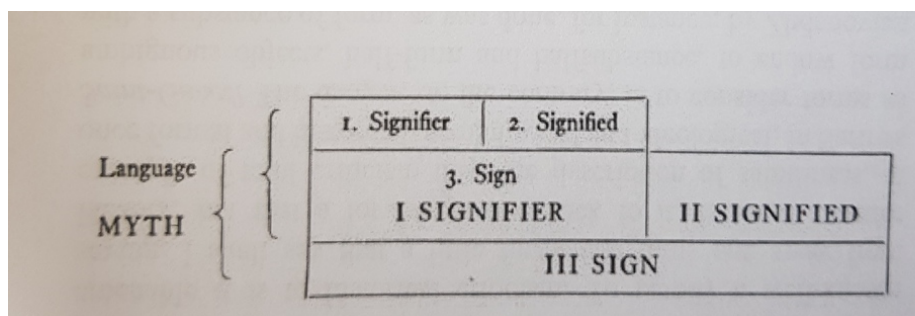 1. Signifier 2. Signified
Language 3. Sign
MYTH I SIGNIFIER II SIGNIFIED
III SIGN